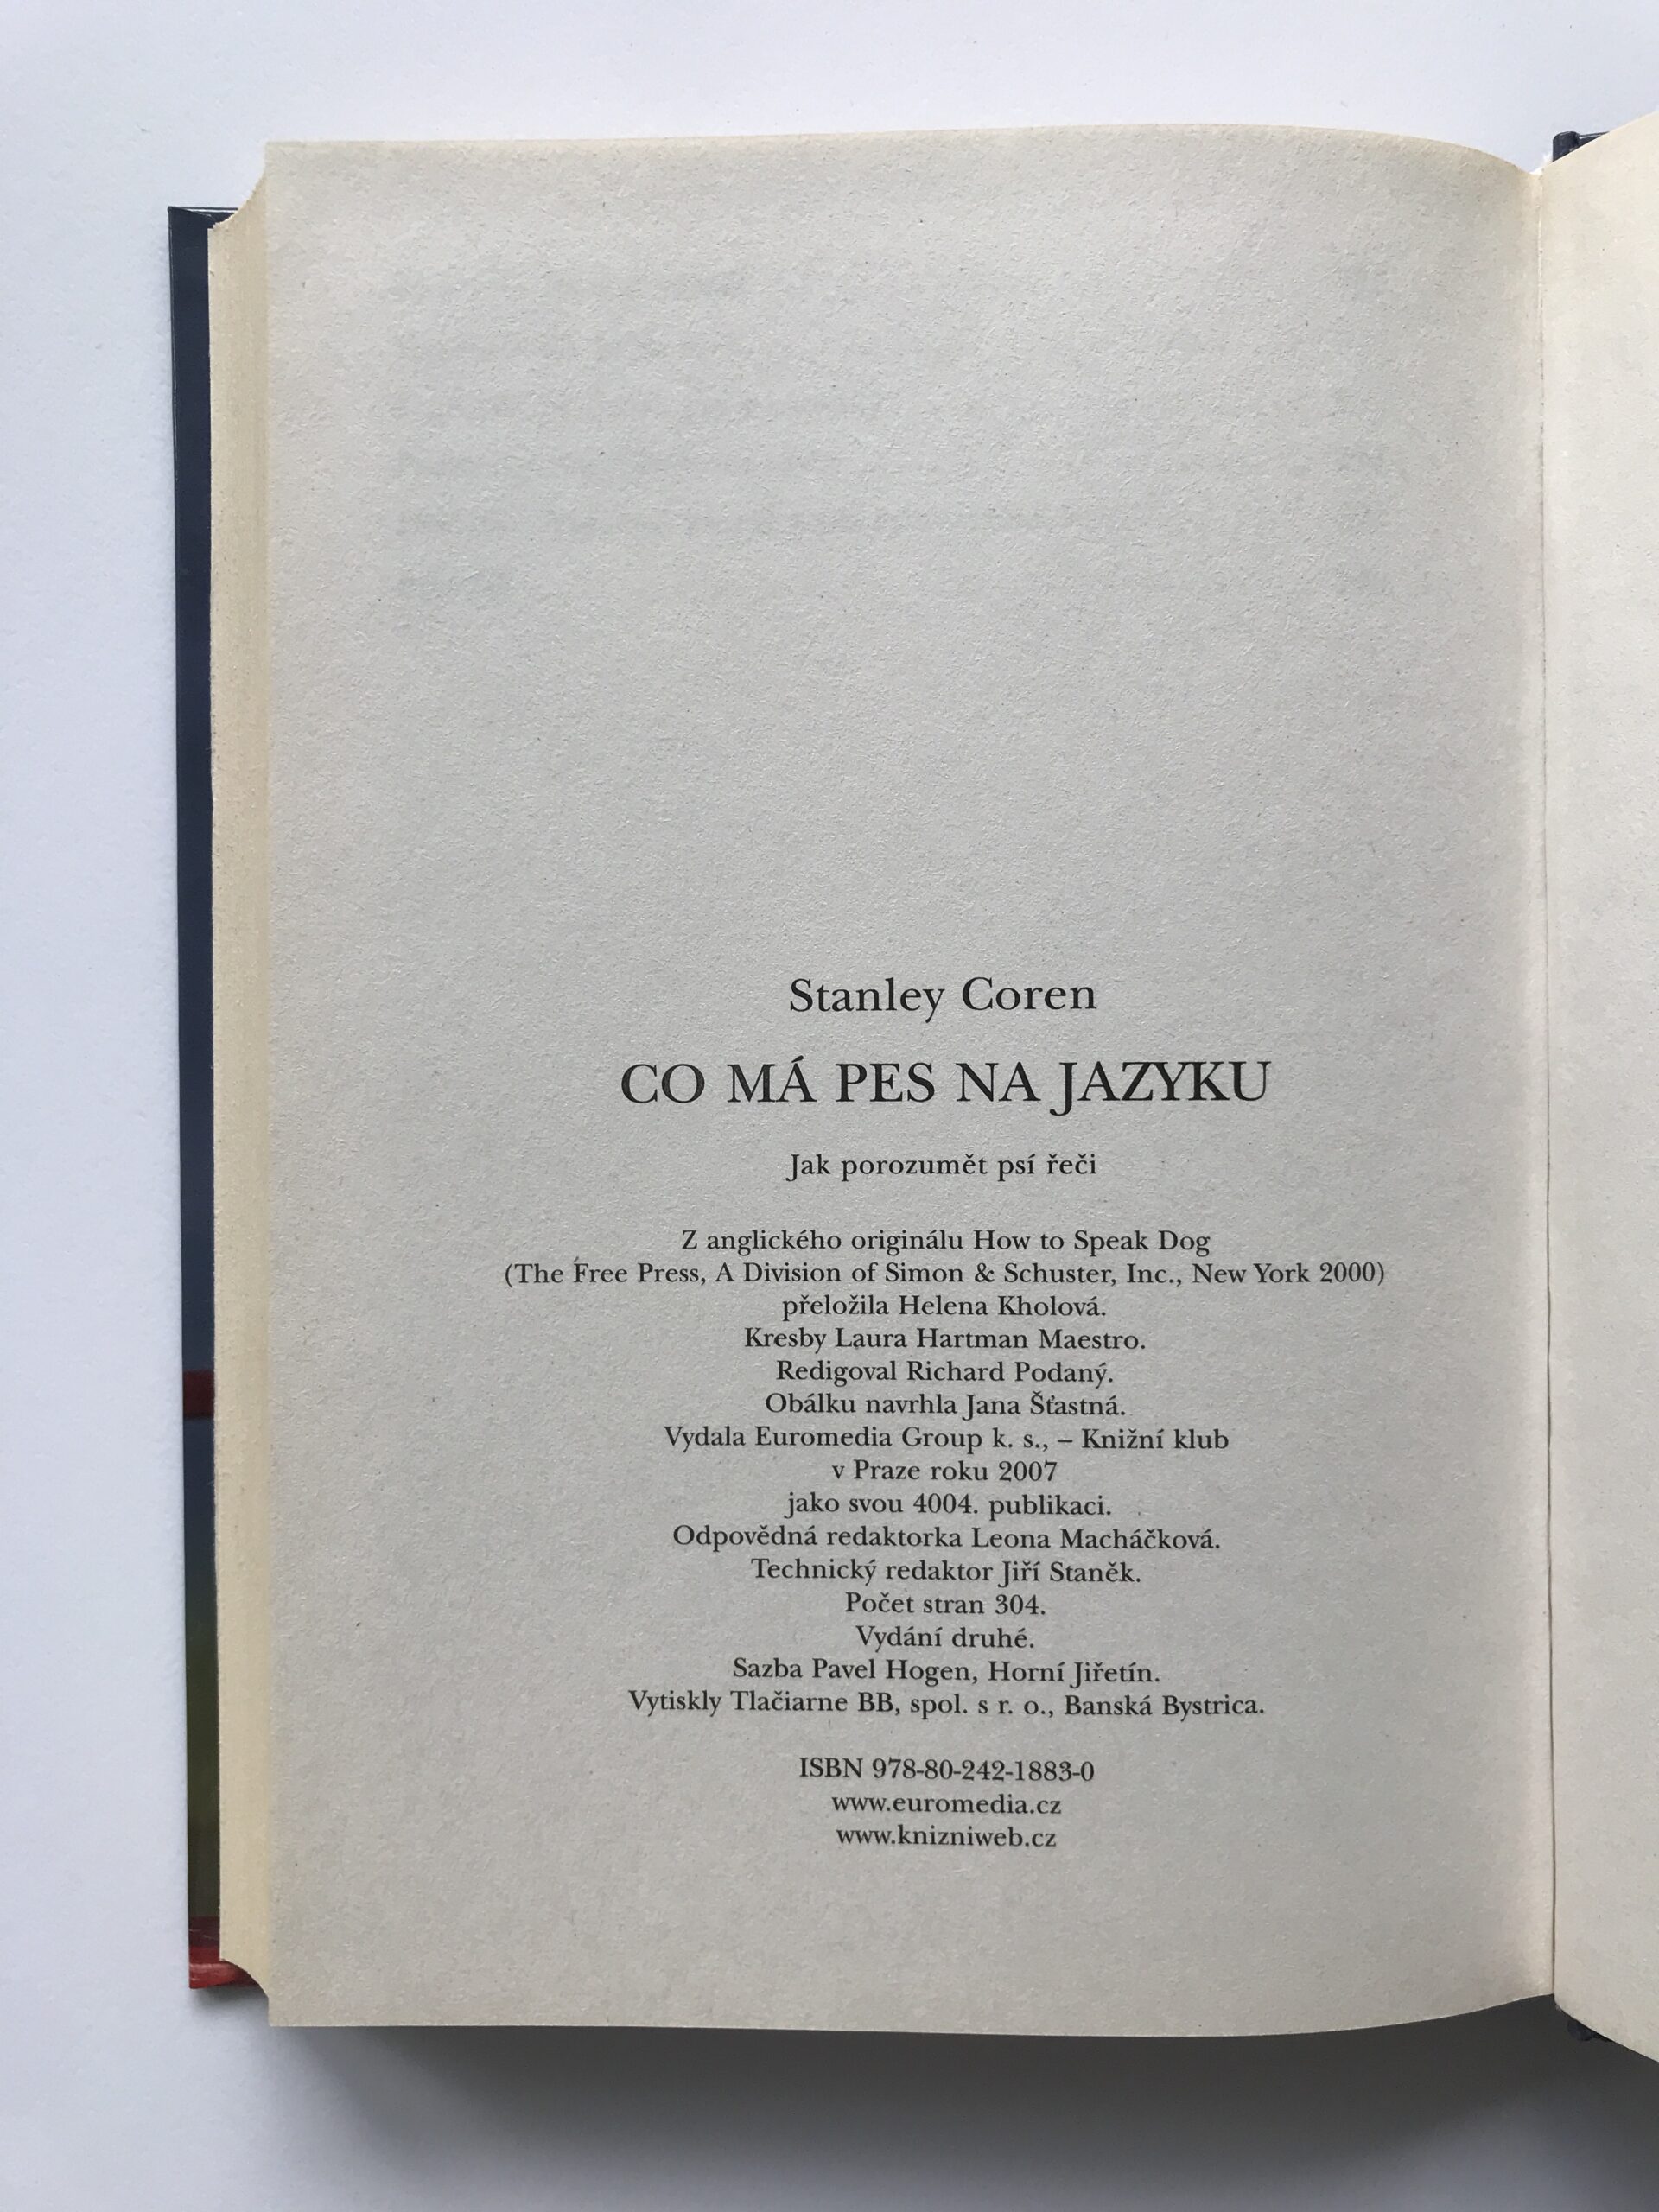 Stanley Coren
CO MÁ PES NA JAZYKU
Jak porozumět psí řeči
Z anglického originálu How to Speak Dog
(The Free Press, A Division of Simon & Schuster, Inc., New York 2000)
přeložila Helena Kholová.
Kresby Laura Hartman Maestro.
Redigoval Richard Podaný.
Obálku navrhla Jana Šťastná.
Vydala Euromedia Group k. s., – Knižní klub
v Praze roku 2007
jako svou 4004. publikaci.
Odpovědná redaktorka Leona Macháčková.
Technický redaktor Jiří Staněk.
Počet stran 304.
Vydání druhé.
Sazba Pavel Hogen, Horní Jiřetín.
Vytiskly Tlačiarne BB, spol. s r. o., Banská Bystrica.
ISBN 978-80-242-1883-0
www.euromedia.cz
www.knizniweb.cz